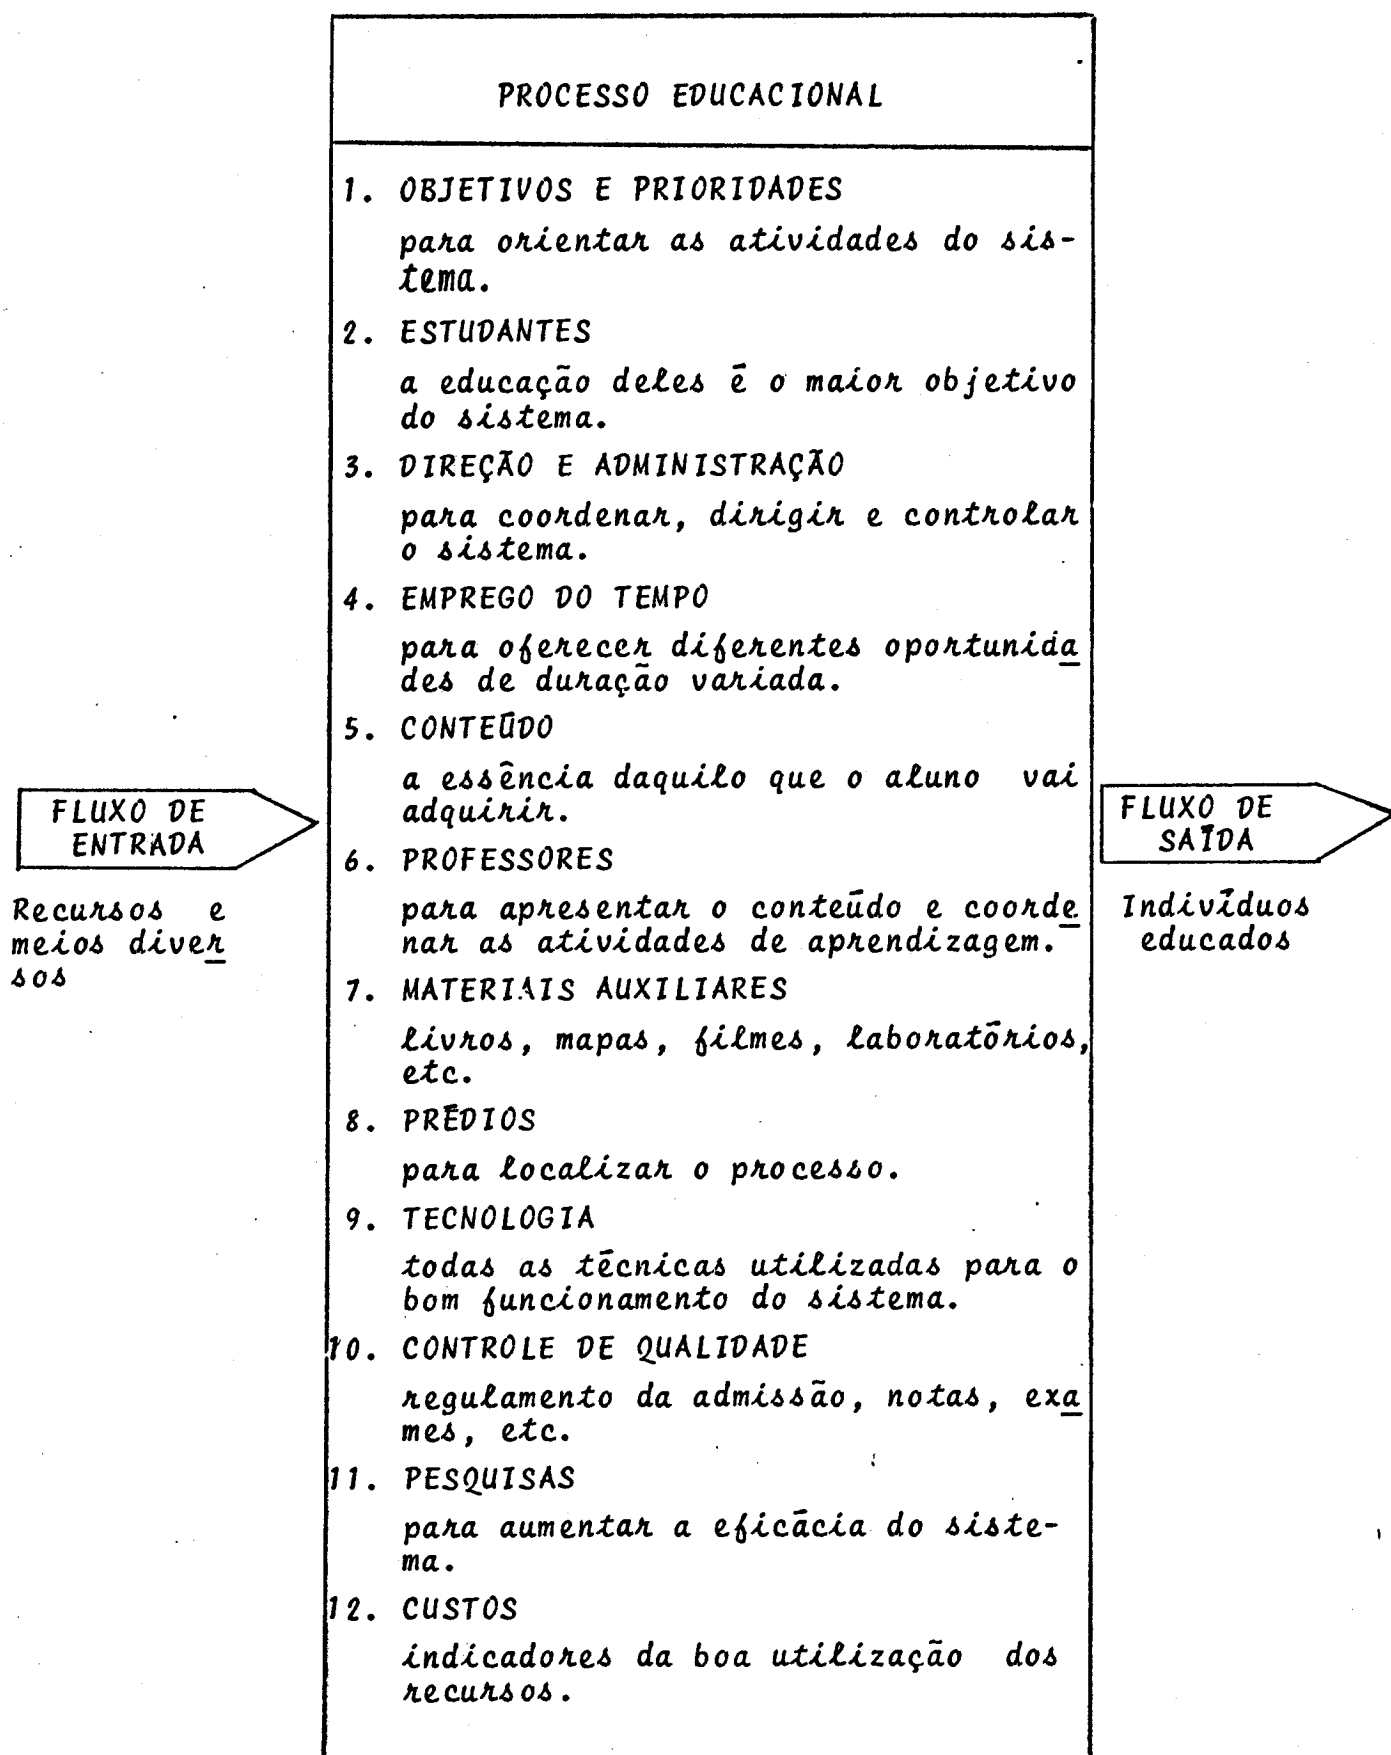 PROCESSO EDUCACIONAL
1. OBJETIVOS E PRIORIDADES
para orientar as atividades do sis-
tema.
2. ESTUDANTES
a educação deles é o maior objetivo
do sistema.
3. DIREÇÃO E ADMINISTRAÇÃO
para coordenar, dirigir e controlar
o sistema.
4. EMPREGO DO TEMPO
para oferecer diferentes oportunida
des de duração variada.
5. CONTEÚDO
a essência daquilo que o aluno vai
adquirir.
6. PROFESSORES
para apresentar o conteúdo e coorde
nar as atividades de aprendizagem.
7. MATERIAIS AUXILIARES
livros, mapas, filmes, laboratórios,
etc.
8. PRÉDIOS
para localizar o processo.
9. TECNOLOGIA
todas as técnicas utilizadas para o
bom funcionamento do sistema.
10. CONTROLE DE QUALIDADE
regulamento da admissão, notas, exa
mes, etc.
11. PESQUISAS
para aumentar a eficácia do siste-
ma.
12. CUSTOS
indicadores da boa utilização dos
recursos.
FLUXO DE
ENTRADA
Recursos e
meios diver
sos
FLUXO DE
SAÍDA
Indivíduos
educados